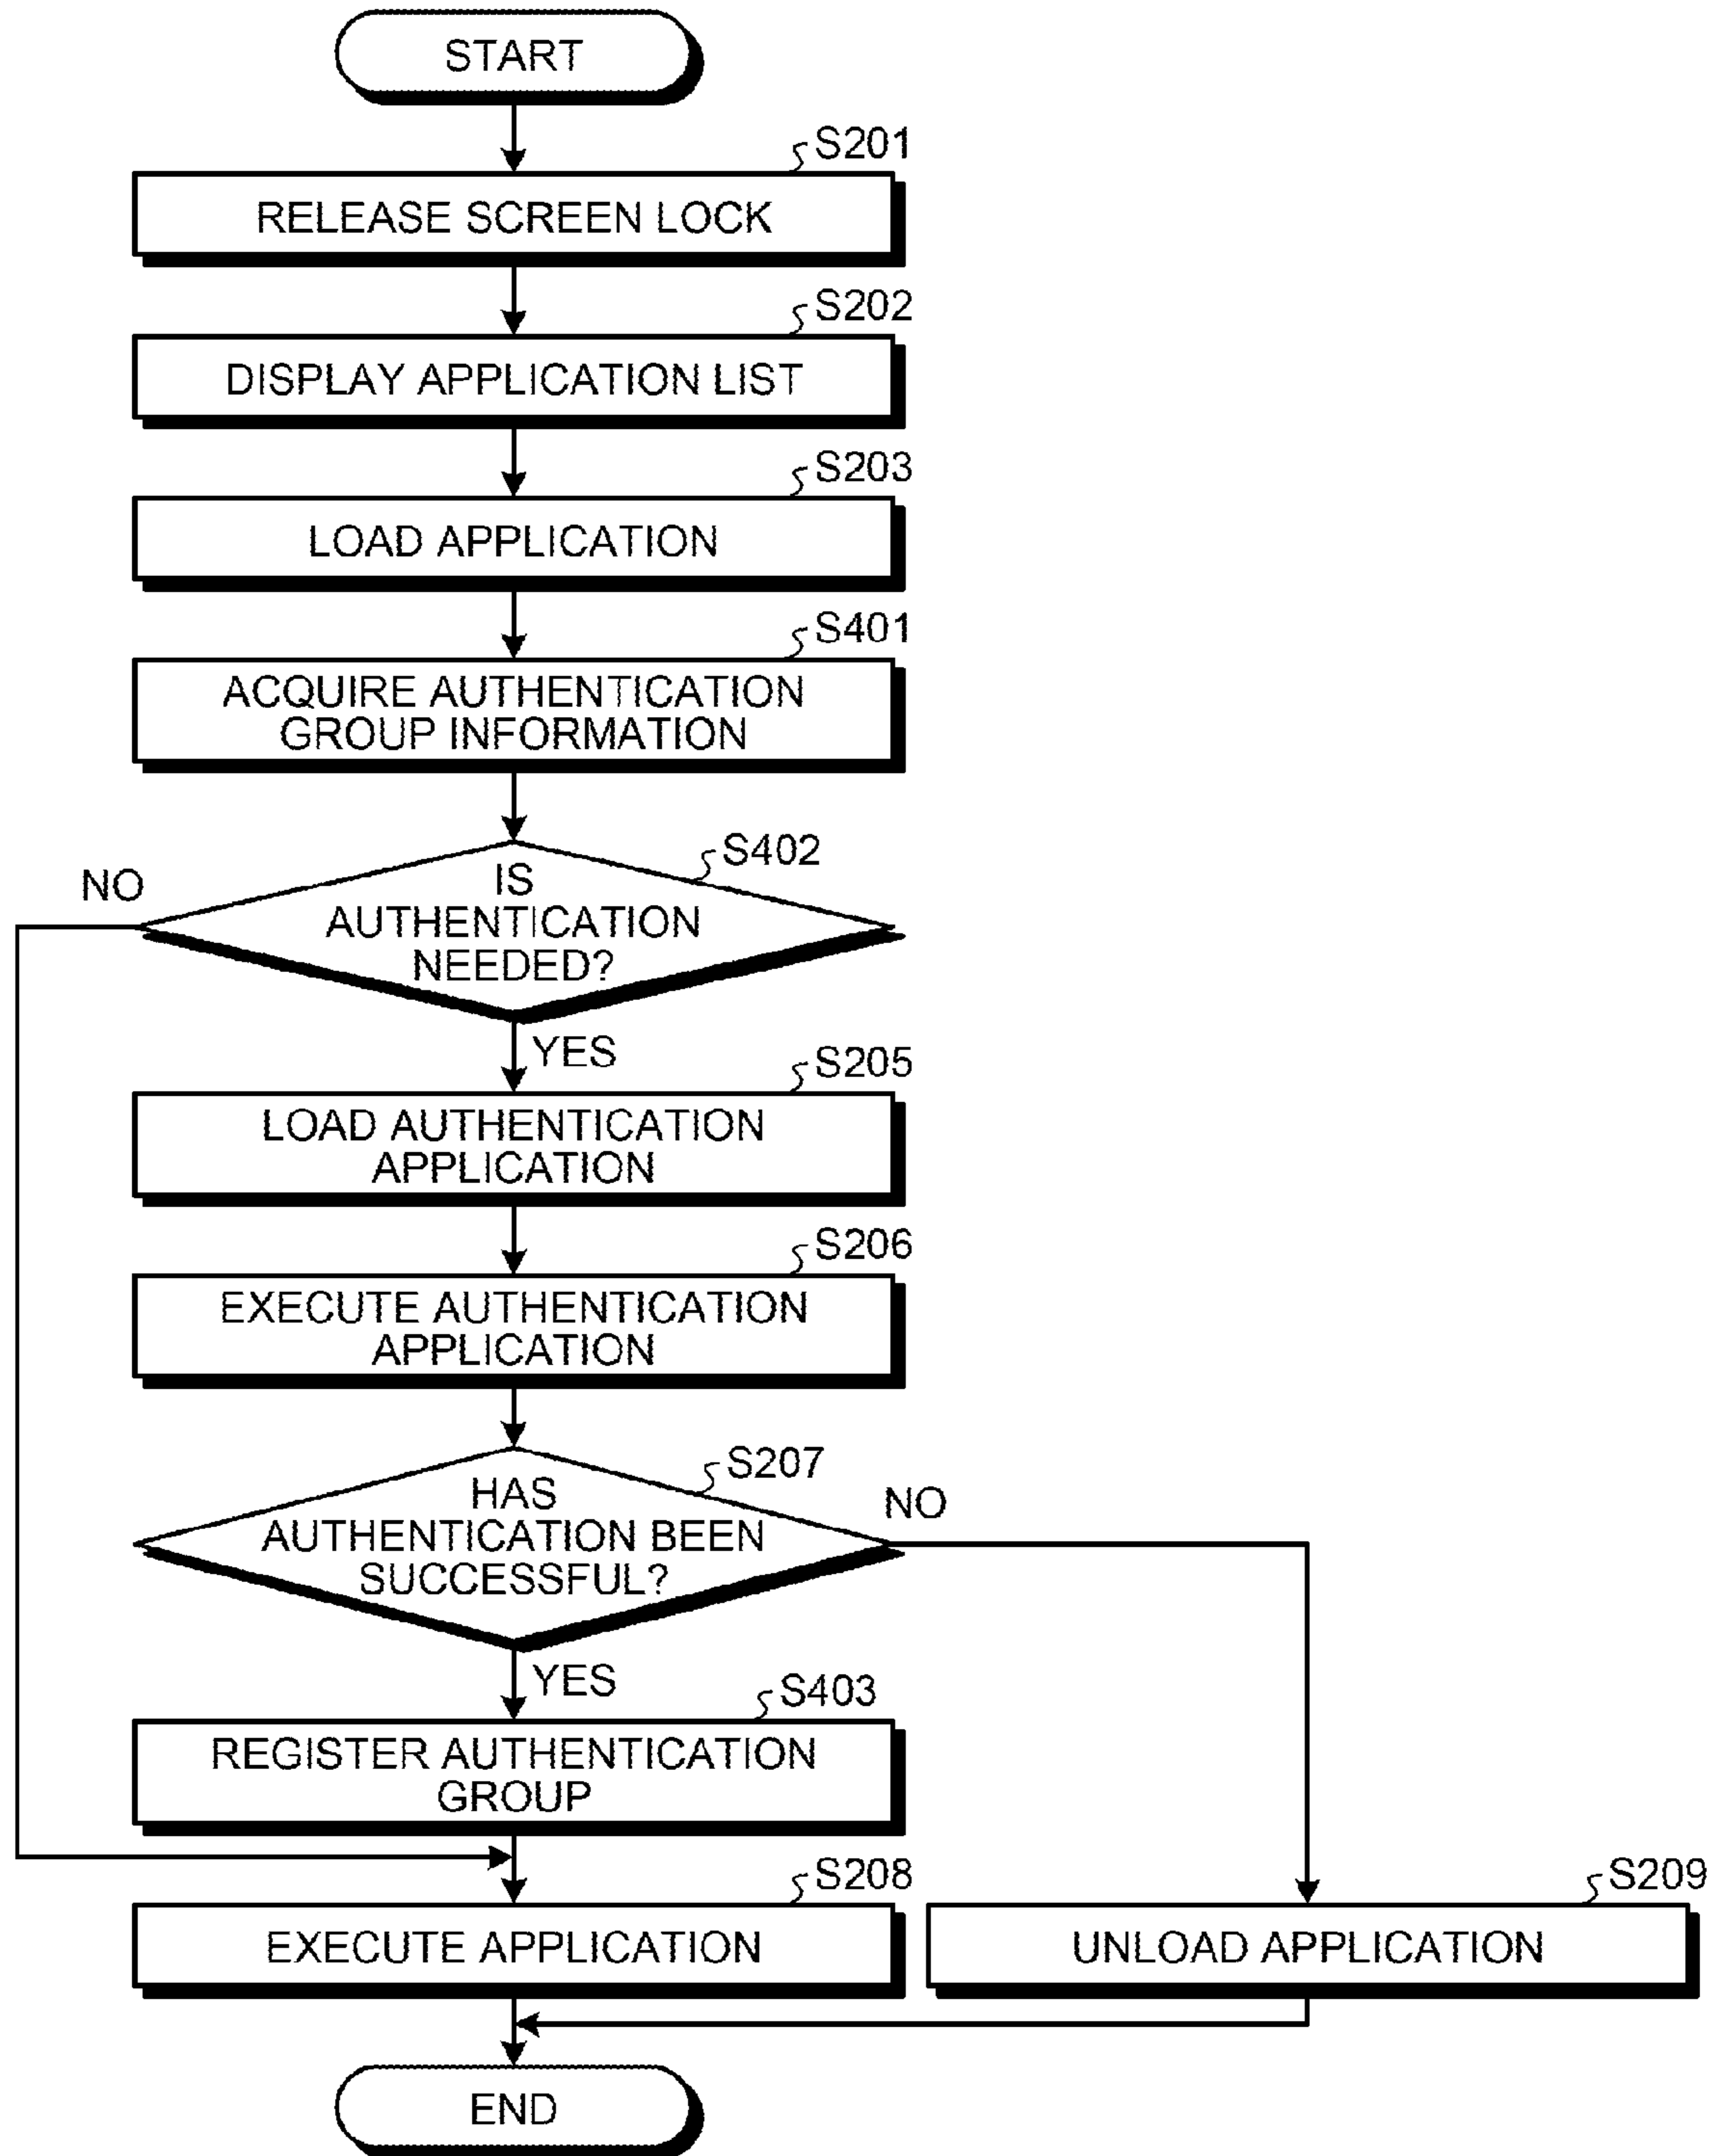 START
S201
RELEASE SCREEN LOCK
S202
DISPLAY APPLICATION LIST
S203
LOAD APPLICATION
S401
ACQUIRE AUTHENTICATION
GROUP INFORMATION
S402
NO
IS
AUTHENTICATION
NEEDED?
YES
S205
LOAD AUTHENTICATION
APPLICATION
S206
EXECUTE AUTHENTICATION
APPLICATION
S207
HAS
AUTHENTICATION BEEN
SUCCESSFUL?
NO
YES
S403
REGISTER AUTHENTICATION
GROUP
S208
EXECUTE APPLICATION
S209
UNLOAD APPLICATION
END